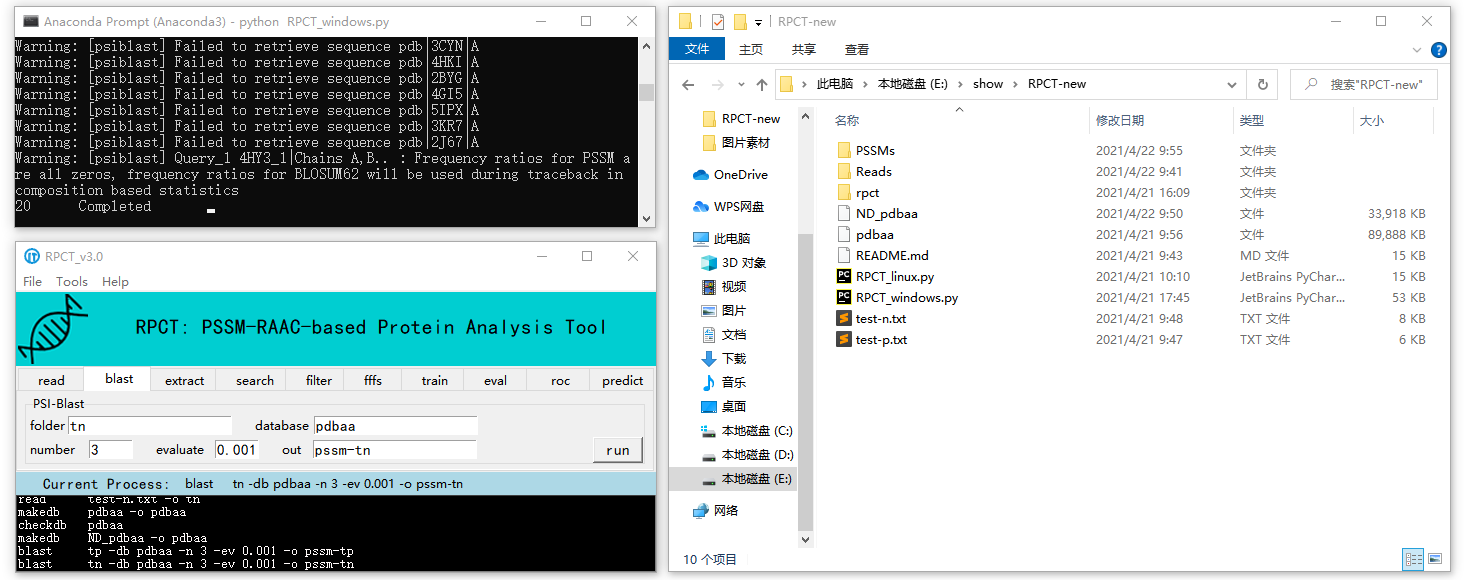 Anaconda Prompt (Anaconda3) - python  RPCT_windows.py
Warning: [psiblast] Failed to retrieve sequence pdb|3CYN|A
Warning: [psiblast] Failed to retrieve sequence pdb|4HKI|A
Warning: [psiblast] Failed to retrieve sequence pdb|2BYG|A
Warning: [psiblast] Failed to retrieve sequence pdb|4GI5|A
Warning: [psiblast] Failed to retrieve sequence pdb|5IPX|A
Warning: [psiblast] Failed to retrieve sequence pdb|3KR7|A
Warning: [psiblast] Failed to retrieve sequence pdb|2J67|A
Warning: [psiblast] Query_1 4HY3_1|Chains A,B.. : Frequency ratios for PSSM a
re all zeros, frequency ratios for BLOSUM62 will be used during traceback in
composition based statistics
20 Completed
RPCT_v3.0
File Tools Help
RPCT: PSSM-RAAC-based Protein Analysis Tool
read blast extract search filter fffs train eval roc predict
PSI-Blast
folder tn database pdbaa
number 3 evaluate 0.001 out pssm-tn run
Current Process: blast tn -db pdbaa -n 3 -ev 0.001 -o pssm-tn
read test-n.txt -o tn
makedb pdbaa -o pdbaa
checkdb pdbaa
makedb ND_pdbaa -o pdbaa
blast tp -db pdbaa -n 3 -ev 0.001 -o pssm-tp
blast tn -db pdbaa -n 3 -ev 0.001 -o pssm-tn
RPCT-new
文件 主页 共享 查看
此电脑 本地磁盘 (E:) show RPCT-new 搜索"RPCT-new"
RPCT-new
图片素材
OneDrive
WPS网盘
此电脑
3D 对象
视频
图片
文档
下载
音乐
桌面
本地磁盘 (C:)
本地磁盘 (D:)
本地磁盘 (E:)
网络
名称 修改日期 类型 大小
PSSMs 2021/4/22 9:55 文件夹
Reads 2021/4/22 9:41 文件夹
rpct 2021/4/21 16:09 文件夹
ND_pdbaa 2021/4/22 9:50 文件 33,918 KB
pdbaa 2021/4/21 9:56 文件 89,888 KB
README.md 2021/4/21 9:43 MD 文件 15 KB
RPCT_linux.py 2021/4/21 10:10 JetBrains PyChar... 15 KB
RPCT_windows.py 2021/4/21 17:45 JetBrains PyChar... 53 KB
test-n.txt 2021/4/21 9:48 TXT 文件 8 KB
test-p.txt 2021/4/21 9:47 TXT 文件 6 KB
10 个项目